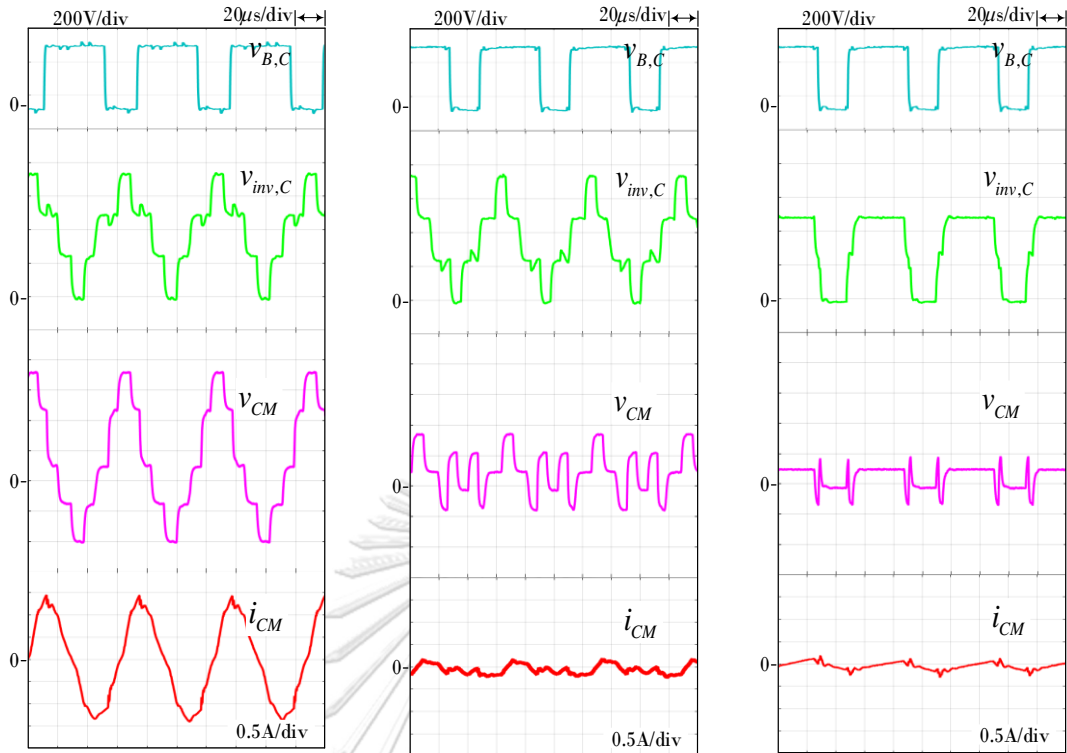 200V/div 20μs/div
v_{B,C}
0
v_{inv,C}
0
v_{CM}
0
i_{CM}
0
0.5A/div
200V/div 20μs/div
v_{B,C}
0
v_{inv,C}
0
v_{CM}
0
i_{CM}
0
0.5A/div
200V/div 20μs/div
v_{B,C}
0
v_{inv,C}
0
v_{CM}
0
i_{CM}
0
0.5A/div